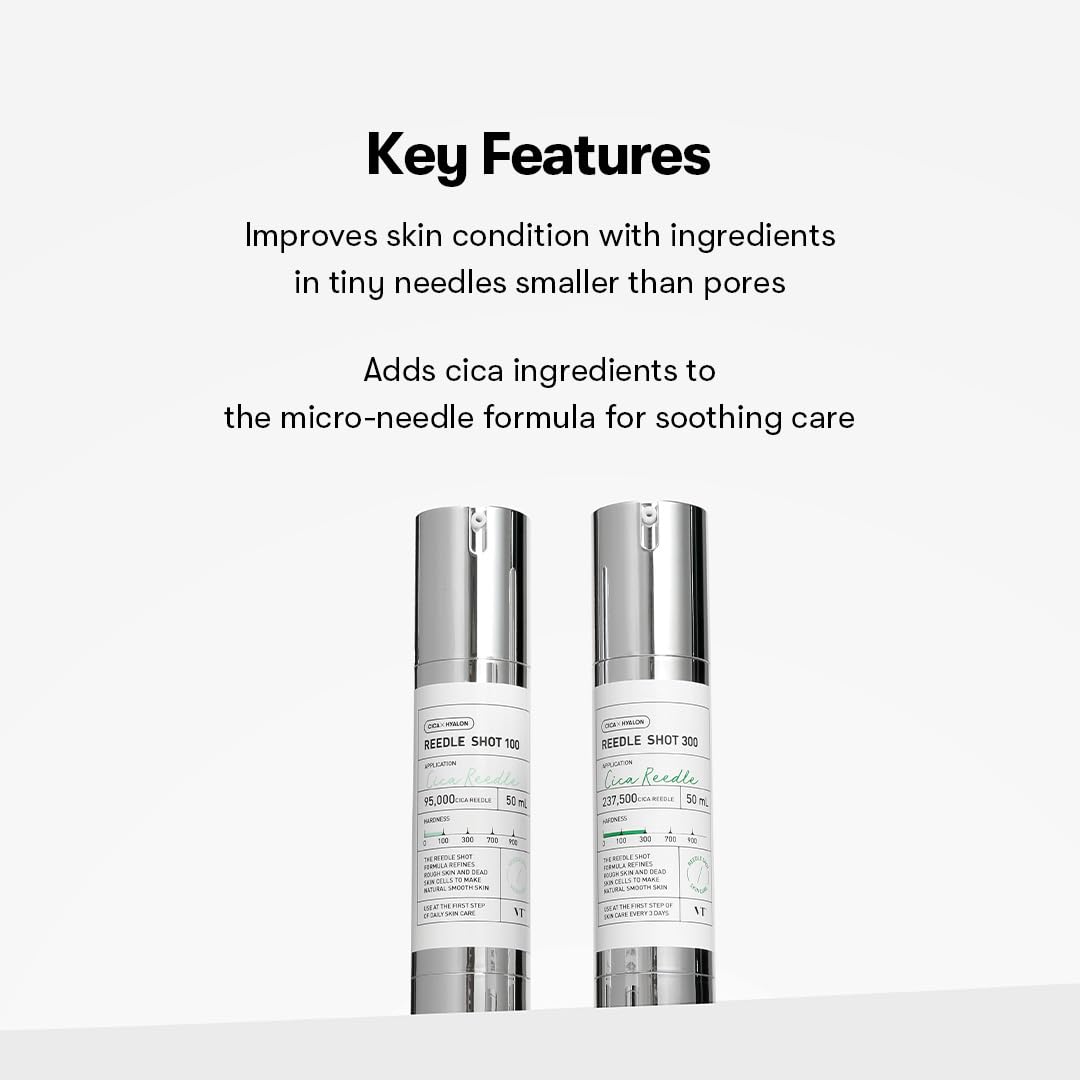 Key Features
Improves skin condition with ingredients
in tiny needles smaller than pores
Adds cica ingredients to
the micro-needle formula for soothing care
CICA × HYALON
REEDLE SHOT 100
APPLICATION
Cica Reedle
95,000 CICA REEDLE
50 mL
HARDNESS
0 100 300 700 900
THE REEDLE SHOT
FORMULA REFINES
ROUGH SKIN AND DEAD
SKIN CELLS TO MAKE
NATURAL SMOOTH SKIN
USE AT THE FIRST STEP
OF DAILY SKIN CARE
VT
CICA × HYALON
REEDLE SHOT 300
APPLICATION
Cica Reedle
237,500 CICA REEDLE
50 mL
HARDNESS
0 100 300 700 900
THE REEDLE SHOT
FORMULA REFINES
ROUGH SKIN AND DEAD
SKIN CELLS TO MAKE
NATURAL SMOOTH SKIN
REEDLE SHOT
SKIN CARE
USE AT THE FIRST STEP OF
SKIN CARE EVERY 3 DAYS
VT